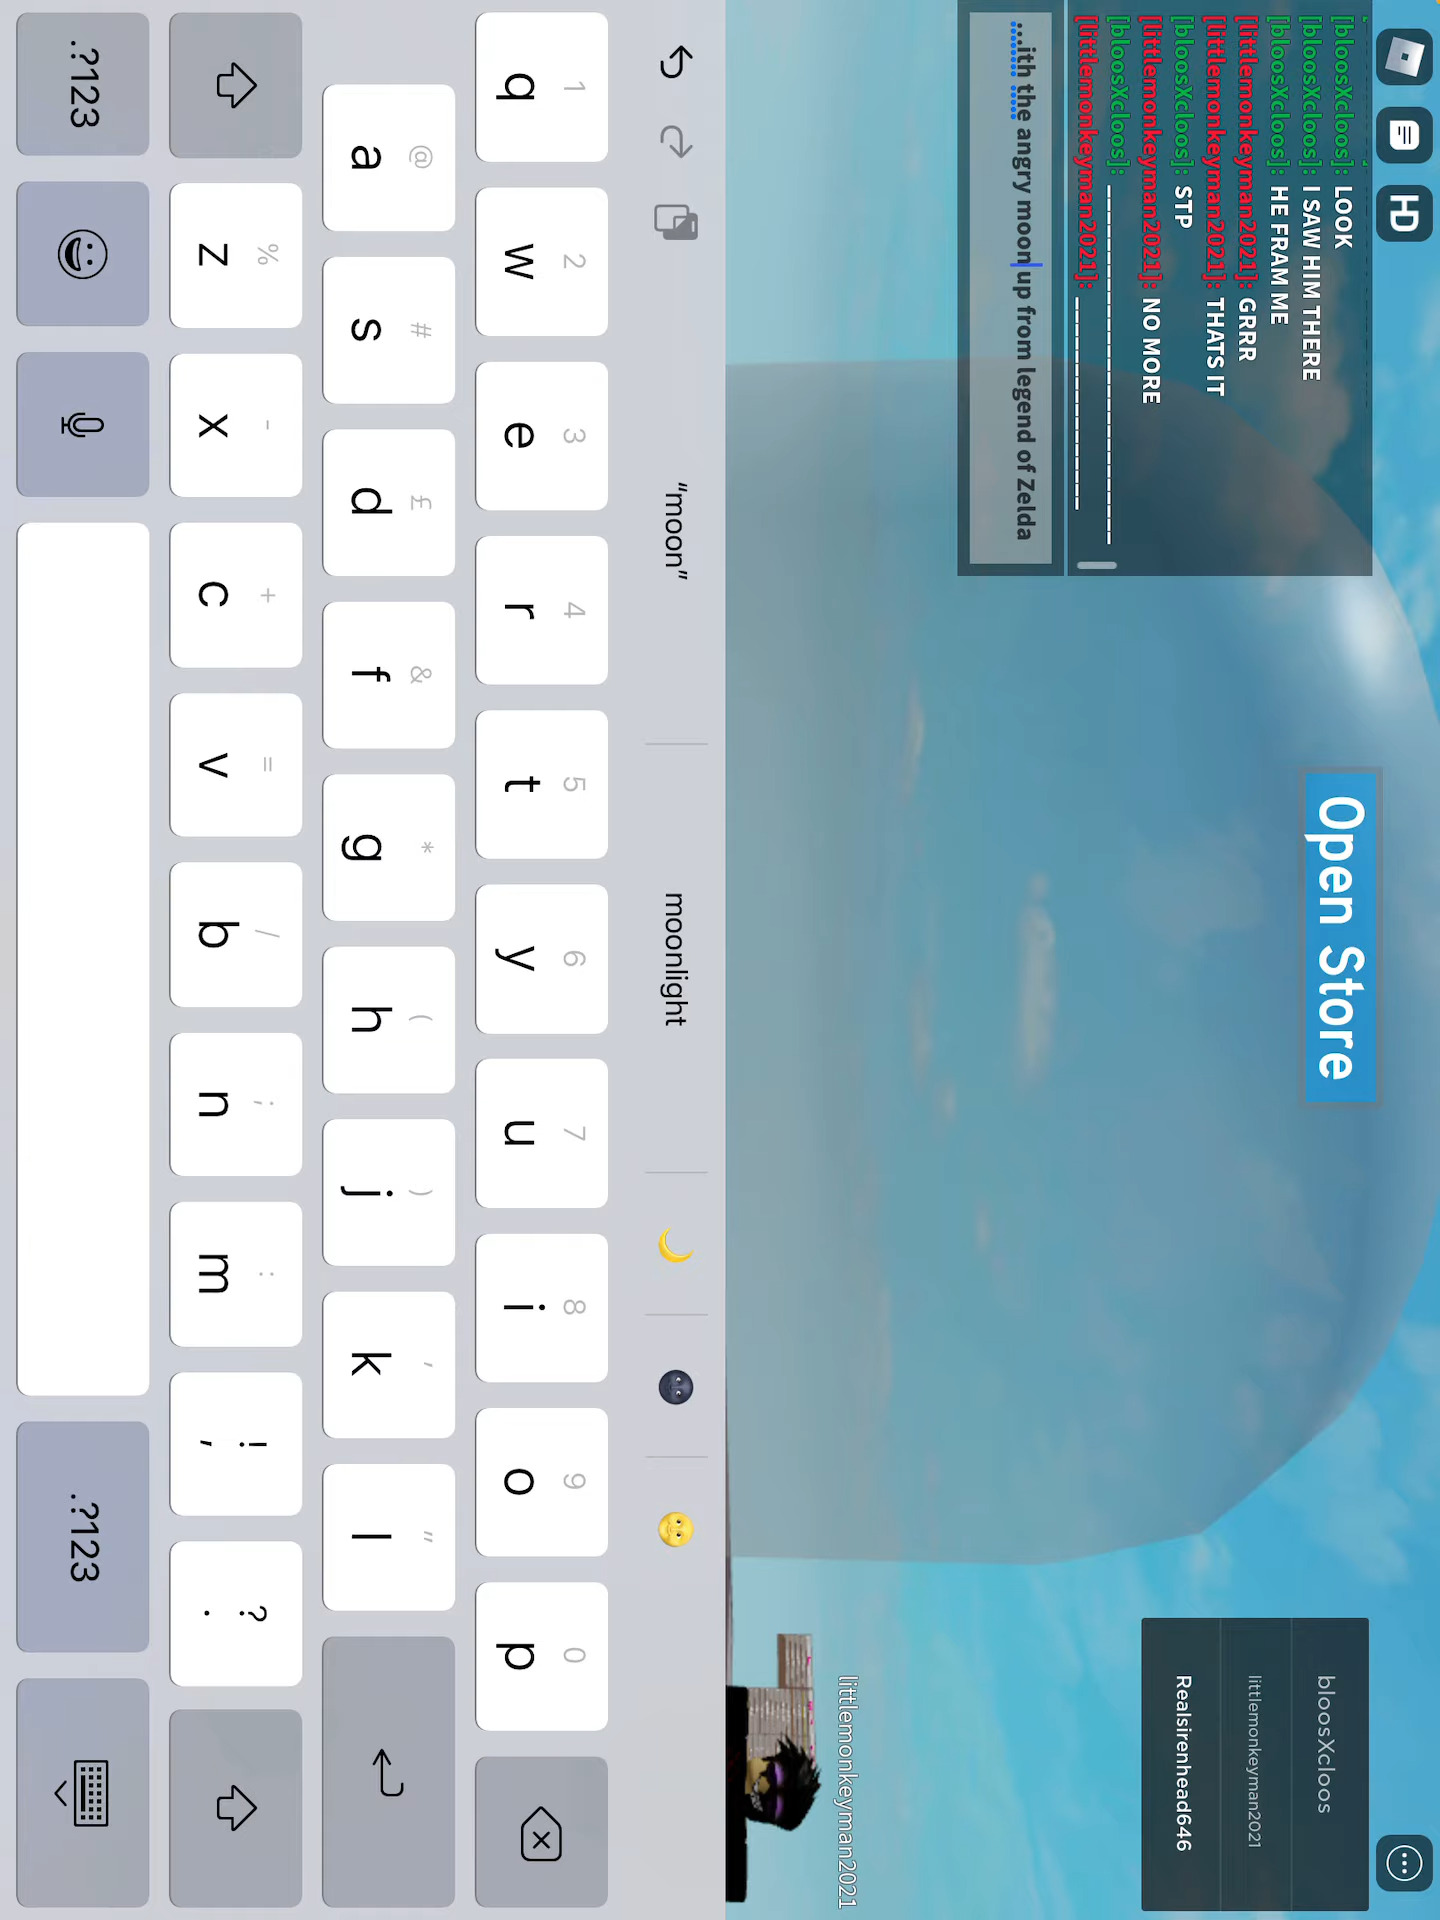 HD
[bloosXcloos]: LOOK
[bloosXcloos]: I SAW HIM THERE
[bloosXcloos]: HE FRAM ME
[littlemonkeyman2021]: GRRR
[littlemonkeyman2021]: THATS IT
[bloosXcloos]: STP
[littlemonkeyman2021]: NO MORE
[bloosXcloos]:
[littlemonkeyman2021]:
...ith the angry moon up from legend of Zelda
Open Store
bloosXcloos
littlemonkeyman2021
Realsirenhead646
littlemonkeyman2021
"moon"
moonlight
1 2 3 4 5 6 7 8 9 0
q w e r t y u i o p
@ # £ & * ( ) ' "
a s d f g h j k l
% - + = / ; : ! ?
z x c v b n m , .
.?123
.?123